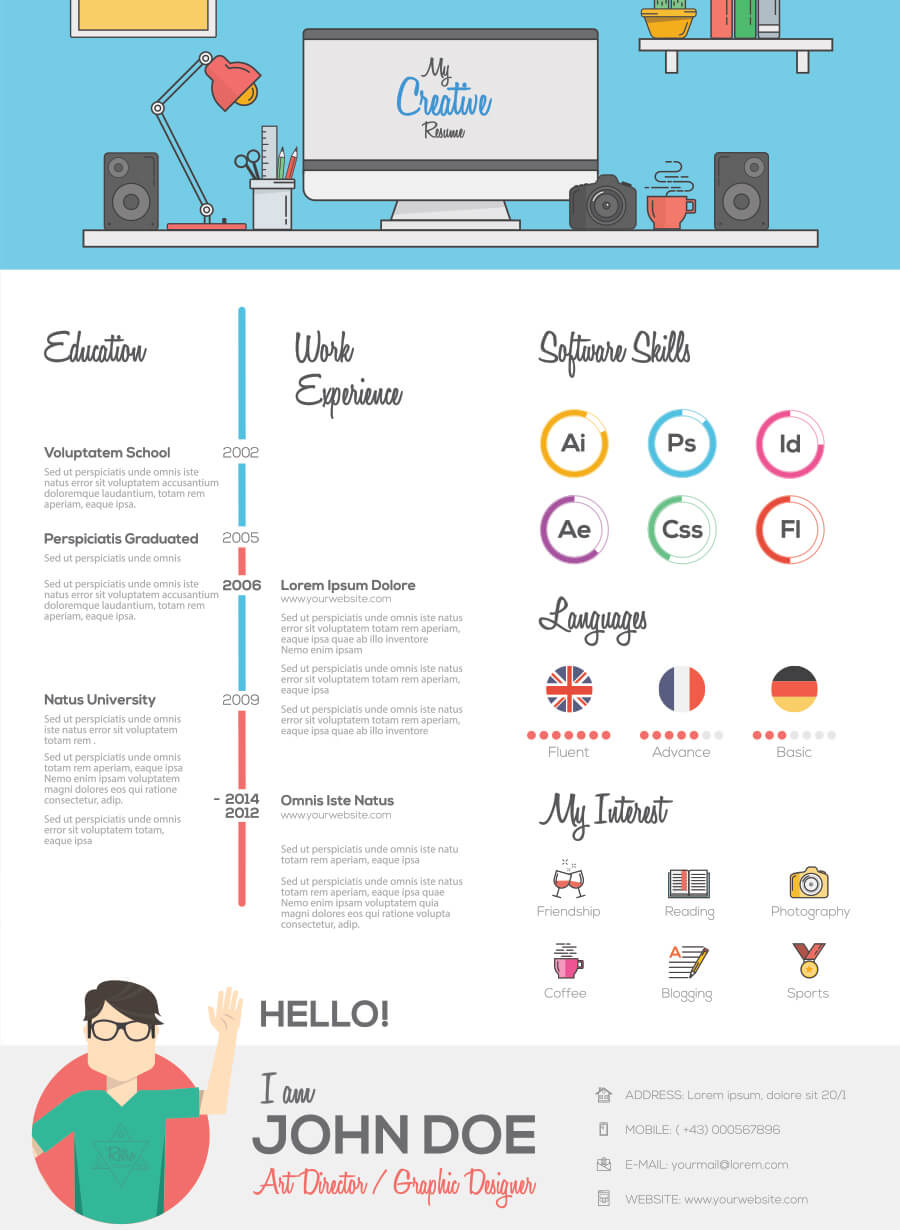 My
Creative
Resume
Education
Voluptatem School
2002
Sed ut perspiciatis unde omnis iste
natus error sit voluptatem accusantium
doloremque laudantium, totam rem
aperiam, eaque ipsa.
Perspiciatis Graduated
2005
Sed ut perspiciatis unde omnis
2006
Sed ut perspiciatis unde omnis iste
natus error sit voluptatem accusantium
doloremque laudantium, totam rem
aperiam, eaque ipsa.
Natus University
2009
Sed ut perspiciatis unde omnis
iste natus error sit voluptatem
totam rem .
Sed ut perspiciatis unde omnis
totam rem aperiam, eaque ipsa
Nemo enim ipsam voluptatem
magni dolores eos qui ratione
consectetur, adip.
Sed ut perspiciatis unde omnis
error sit voluptatem totam,
eaque ipsa
- 2014
2012
Work
Experience
Lorem Ipsum Dolore
www.yourwebsite.com
Sed ut perspiciatis unde omnis iste natus
error sit voluptatem totam rem aperiam,
eaque ipsa quae ab illo inventore
Nemo enim ipsam
Sed ut perspiciatis unde omnis iste natus
error sit voluptatem totam rem aperiam,
eaque ipsa
Sed ut perspiciatis unde omnis iste natus
error sit voluptatem totam rem aperiam,
eaque ipsa quae ab illo inventore
Omnis Iste Natus
www.yourwebsite.com
Sed ut perspiciatis unde omnis iste natu
totam rem aperiam, eaque ipsa
Sed ut perspiciatis unde omnis iste natus
totam rem aperiam, eaque ipsa quae
Nemo enim ipsam voluptatem quia
magni dolores eos qui ratione volupta
consectetur, adip.
Software Skills
Ai
Ps
Id
Ae
Css
Fl
Languages
Fluent
Advance
Basic
My Interest
Friendship
Reading
Photography
A
Coffee
Blogging
Sports
HELLO!
I am
JOHN DOE
Art Director / Graphic Designer
ADDRESS: Lorem ipsum, dolore sit 20/1
MOBILE: ( +43) 000567896
E-MAIL: yourmail@lorem.com
WEBSITE: www.yourwebsite.com